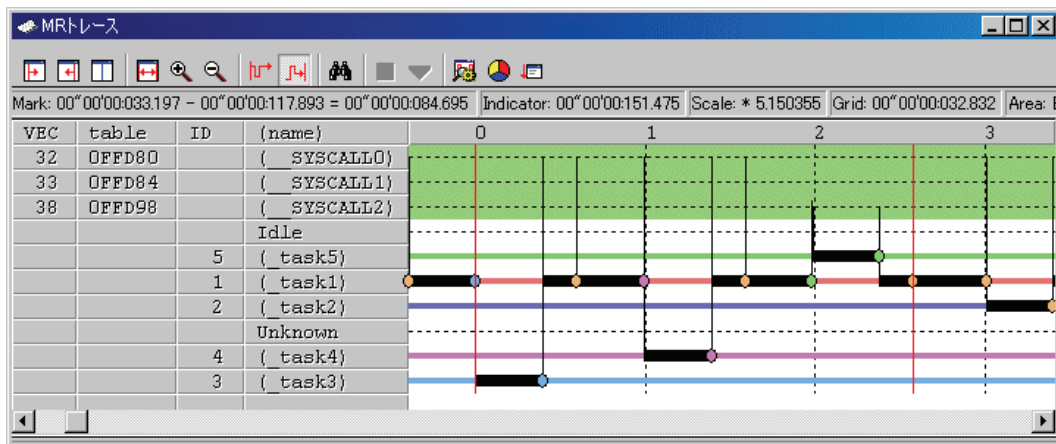 MRトレース
Mark: 00"00'00:033.197 - 00"00'00:117.893 = 00"00'00:084.695 Indicator: 00"00'00:151.475 Scale: * 5.150355 Grid: 00"00'00:032.832 Area:
VEC table ID (name) 0 1 2 3
32 0FFD80 (__SYSCALL0)
33 0FFD84 (__SYSCALL1)
38 0FFD98 (__SYSCALL2)
Idle
5 (_task5)
1 (_task1)
2 (_task2)
Unknown
4 (_task4)
3 (_task3)